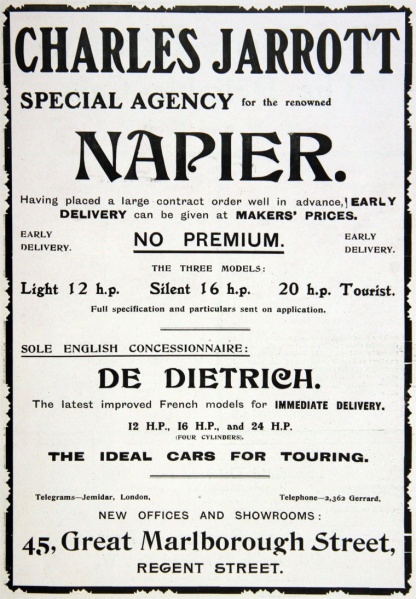 CHARLES JARROTT
SPECIAL AGENCY for the renowned
NAPIER.
Having placed a large contract order well in advance, EARLY
DELIVERY can be given at MAKERS' PRICES.
EARLY DELIVERY.
NO PREMIUM.
EARLY DELIVERY.
THE THREE MODELS:
Light 12 h.p. Silent 16 h.p. 20 h.p. Tourist.
Full specification and particulars sent on application.
SOLE ENGLISH CONCESSIONNAIRE:
DE DIETRICH.
The latest improved French models for IMMEDIATE DELIVERY.
12 H.P., 16 H.P., and 24 H.P.
(FOUR CYLINDERS).
THE IDEAL CARS FOR TOURING.
Telegrams—Jemidar, London. Telephone—2,362 Gerrard.
NEW OFFICES AND SHOWROOMS:
45, Great Marlborough Street,
REGENT STREET.